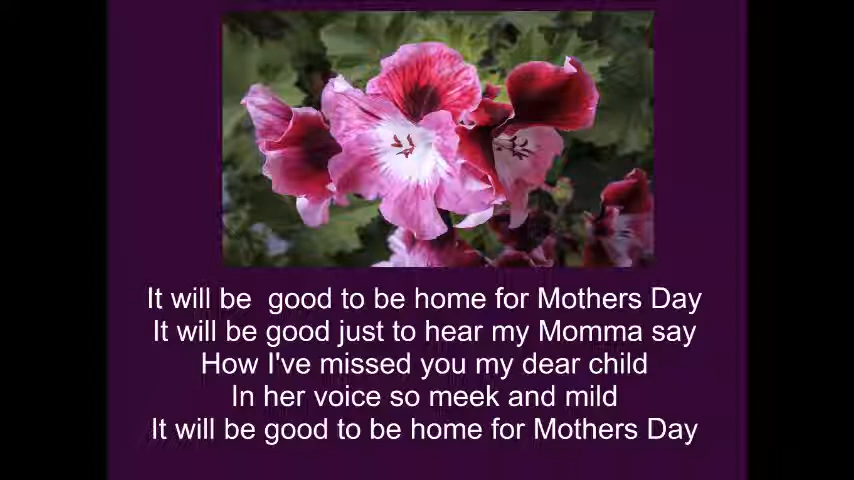 It will be  good to be home for Mothers Day
It will be good just to hear my Momma say
How I've missed you my dear child
In her voice so meek and mild
It will be good to be home for Mothers Day